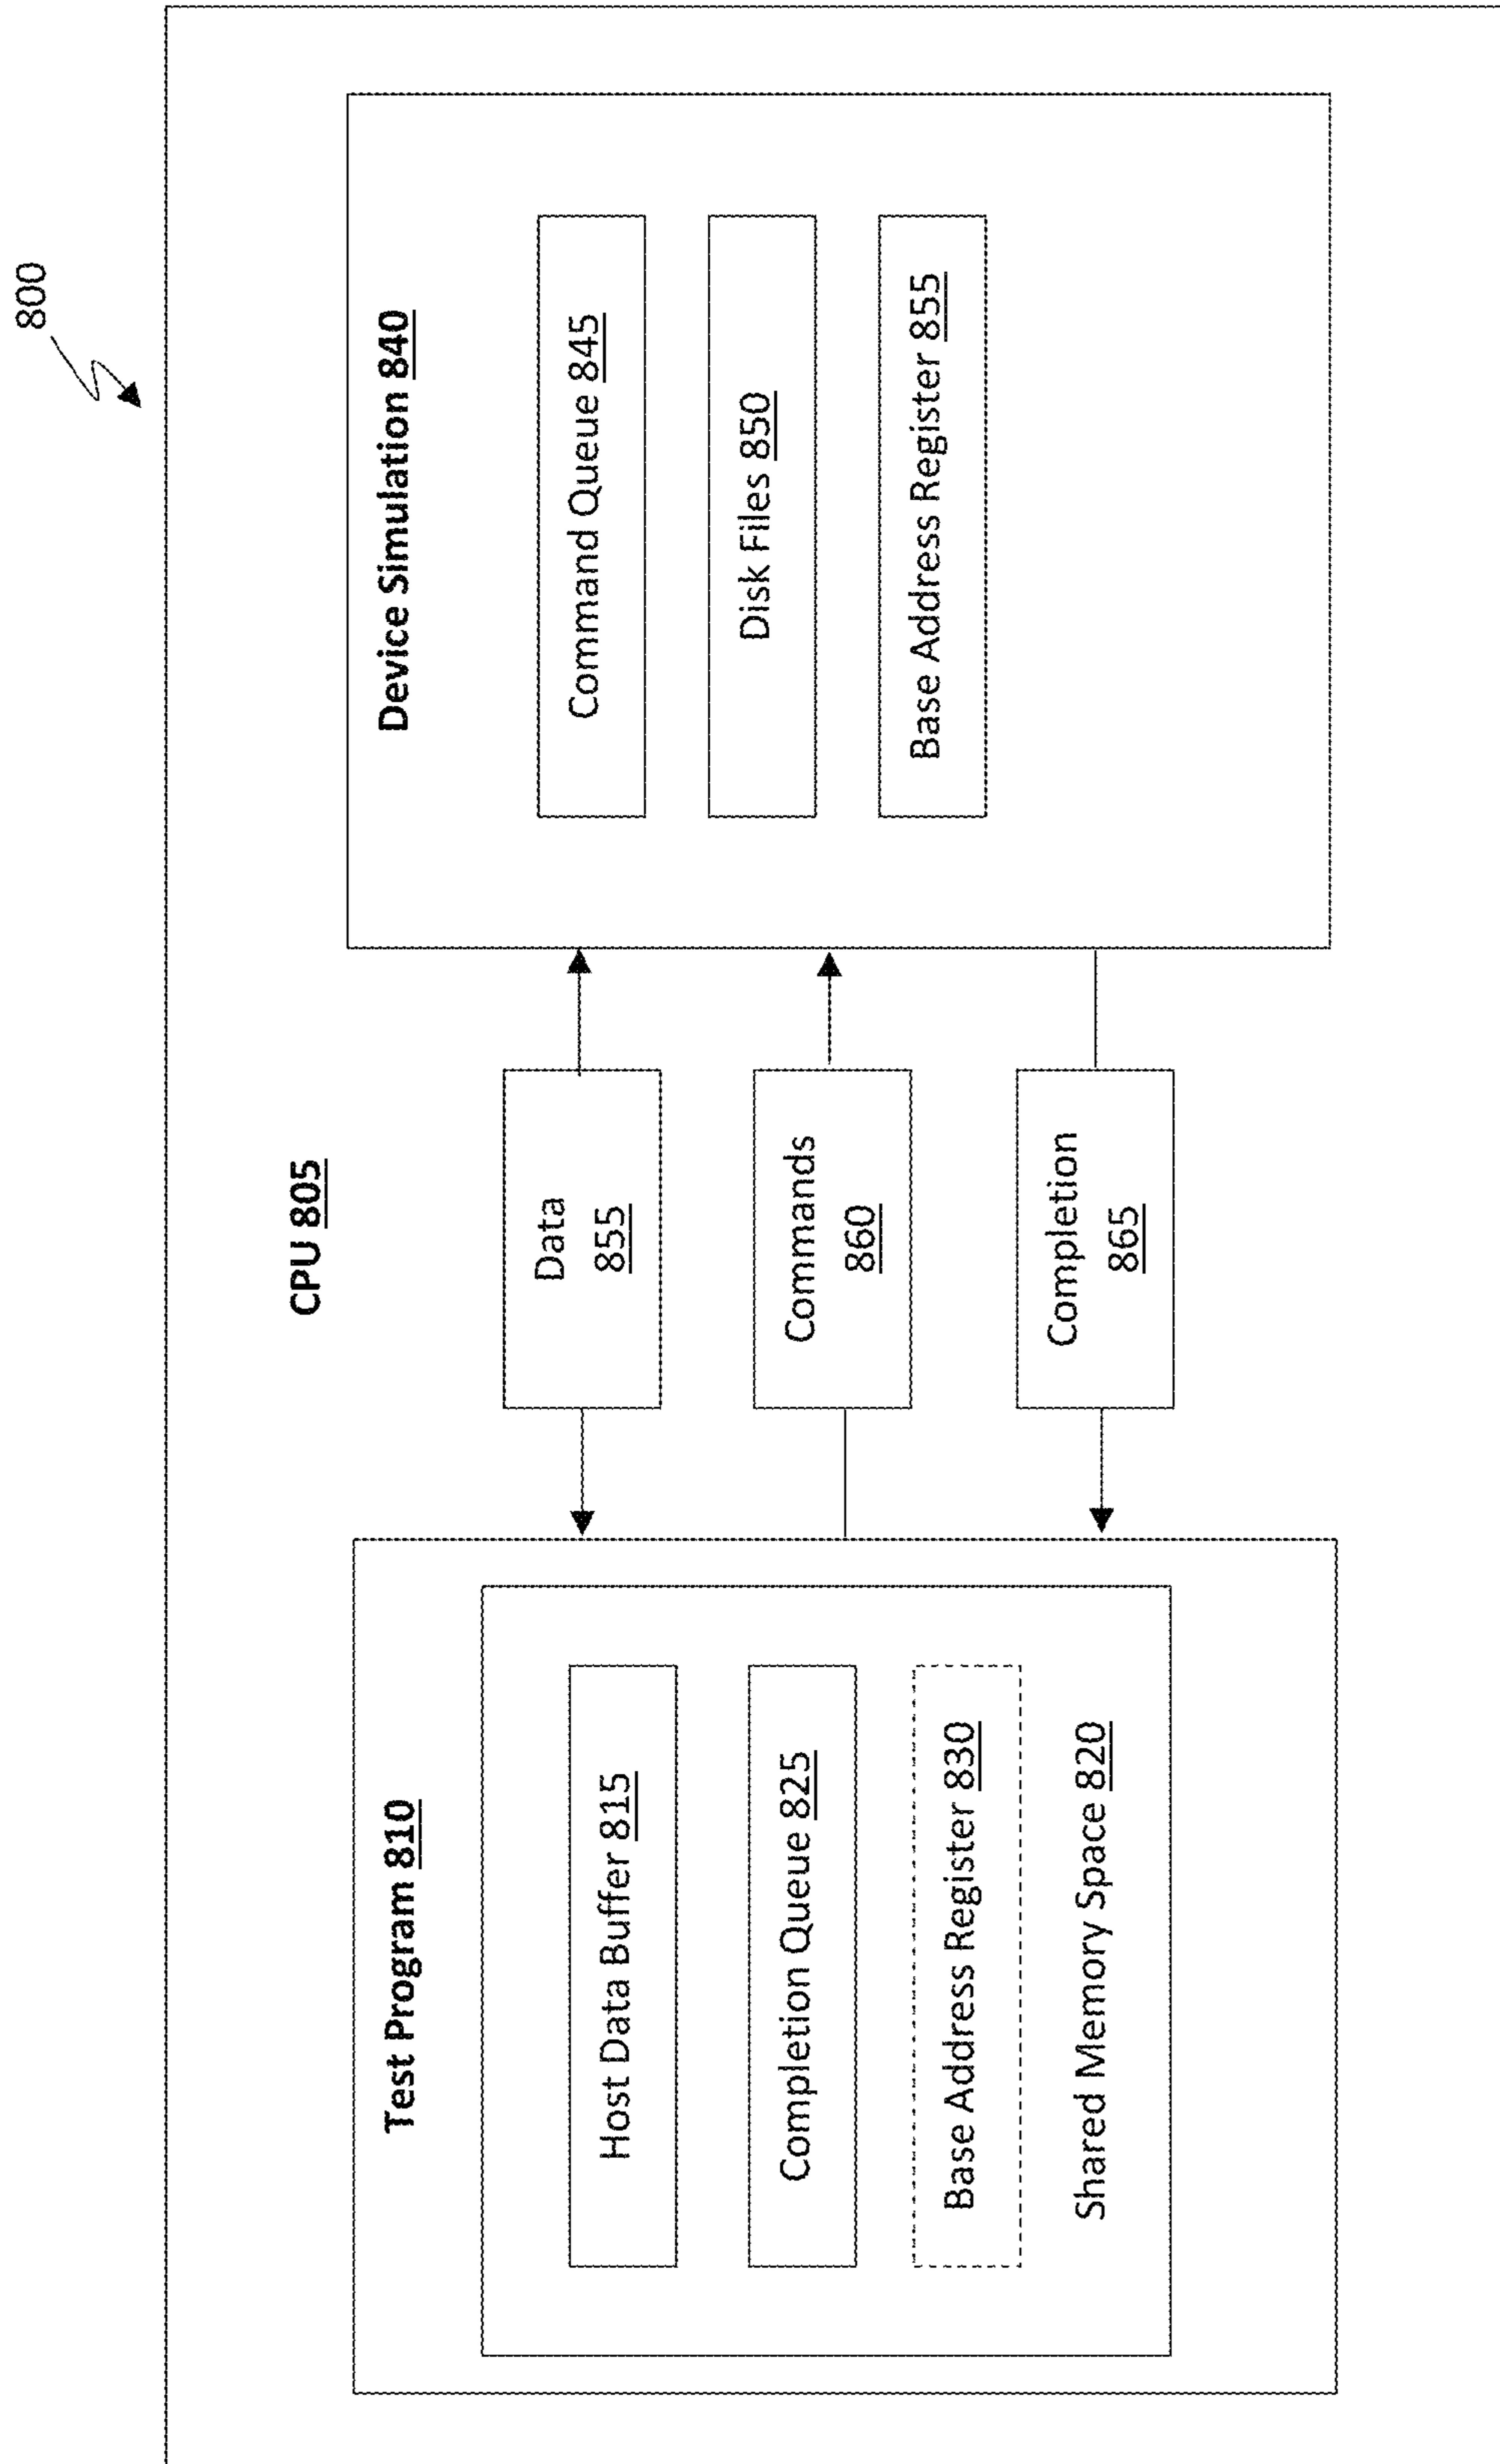 800
CPU 805
Test Program 810
Host Data Buffer 815
Completion Queue 825
Base Address Register 830
Shared Memory Space 820
Data
855
Commands
860
Completion
865
Device Simulation 840
Command Queue 845
Disk Files 850
Base Address Register 855